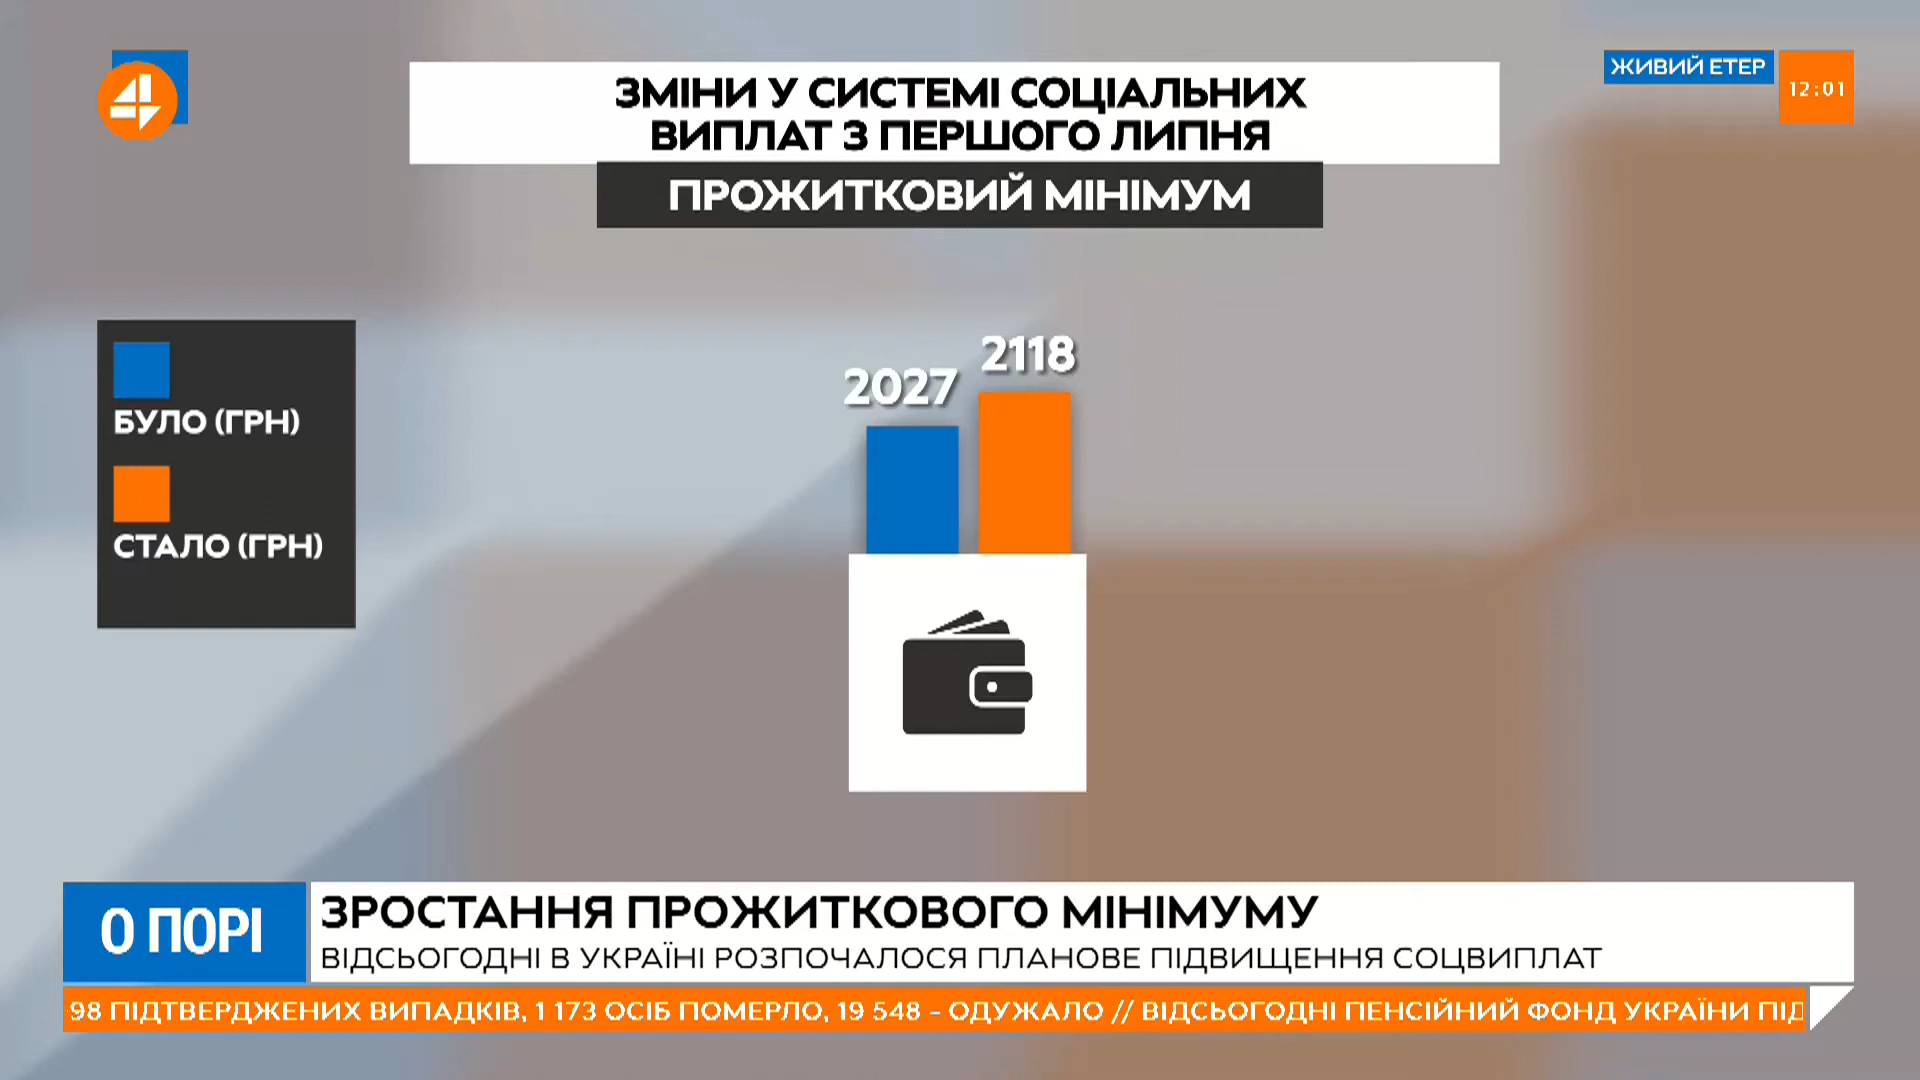 4
ЗМІНИ У СИСТЕМІ СОЦІАЛЬНИХ
ВИПЛАТ З ПЕРШОГО ЛИПНЯ
ПРОЖИТКОВИЙ МІНІМУМ
ЖИВИЙ ЕТЕР
12:01
БУЛО (ГРН)
СТАЛО (ГРН)
2027
2118
О ПОРІ
ЗРОСТАННЯ ПРОЖИТКОВОГО МІНІМУМУ
ВІДСЬОГОДНІ В УКРАЇНІ РОЗПОЧАЛОСЯ ПЛАНОВЕ ПІДВИЩЕННЯ СОЦВИПЛАТ
98 ПІДТВЕРДЖЕНИХ ВИПАДКІВ, 1 173 ОСІБ ПОМЕРЛО, 19 548 – ОДУЖАЛО // ВІДСЬОГОДНІ ПЕНСІЙНИЙ ФОНД УКРАЇНИ ПІД